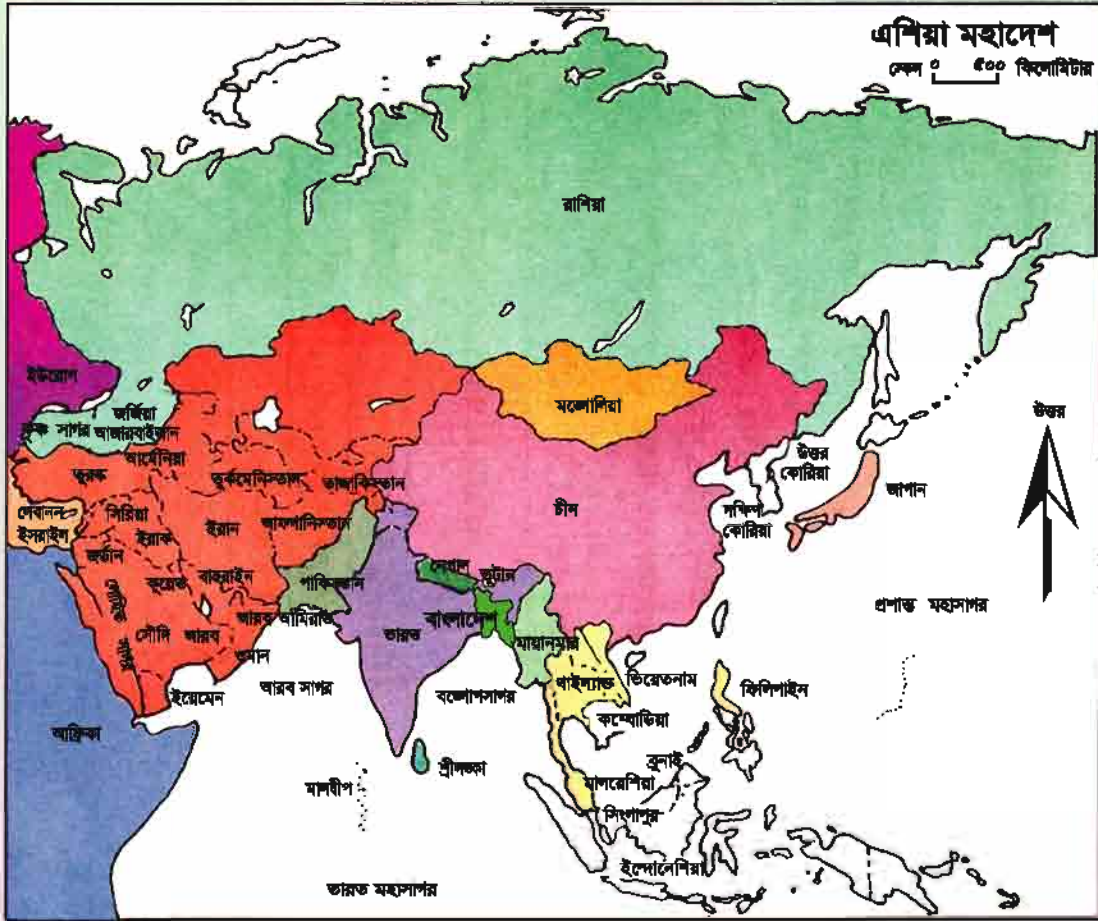 এশিয়া মহাদেশ
স্কেল ০ ৫০০ কিলোমিটার
রাশিয়া
ইউরোপ
মঙ্গোলিয়া
জর্জিয়া
কৃষ্ণ সাগর আজারবাইজান
আর্মেনিয়া
উত্তর
তুরস্ক
তুর্কমেনিস্তান
তাজাকিস্তান
উত্তর
কোরিয়া
জাপান
লেবানন
ইসরাইল
সিরিয়া
ইরাক
ইরান
আফগানিস্তান
চীন
দক্ষিণ
কোরিয়া
জর্ডান
কুয়েত
বাহরাইন
পাকিস্তান
নেপাল
ভুটান
প্রশান্ত মহাসাগর
লোহিত সাগর
সৌদি আরব
আরব আমিরাত
ওমান
ভারত
বাংলাদেশ
মায়ানমার
ইয়েমেন
আরব সাগর
বঙ্গোপসাগর
থাইল্যান্ড
ভিয়েতনাম
ফিলিপাইন
আফ্রিকা
কম্বোডিয়া
শ্রীলঙ্কা
ব্রুনাই
মালদ্বীপ
মালয়েশিয়া
সিংগাপুর
ইন্দোনেশিয়া
ভারত মহাসাগর